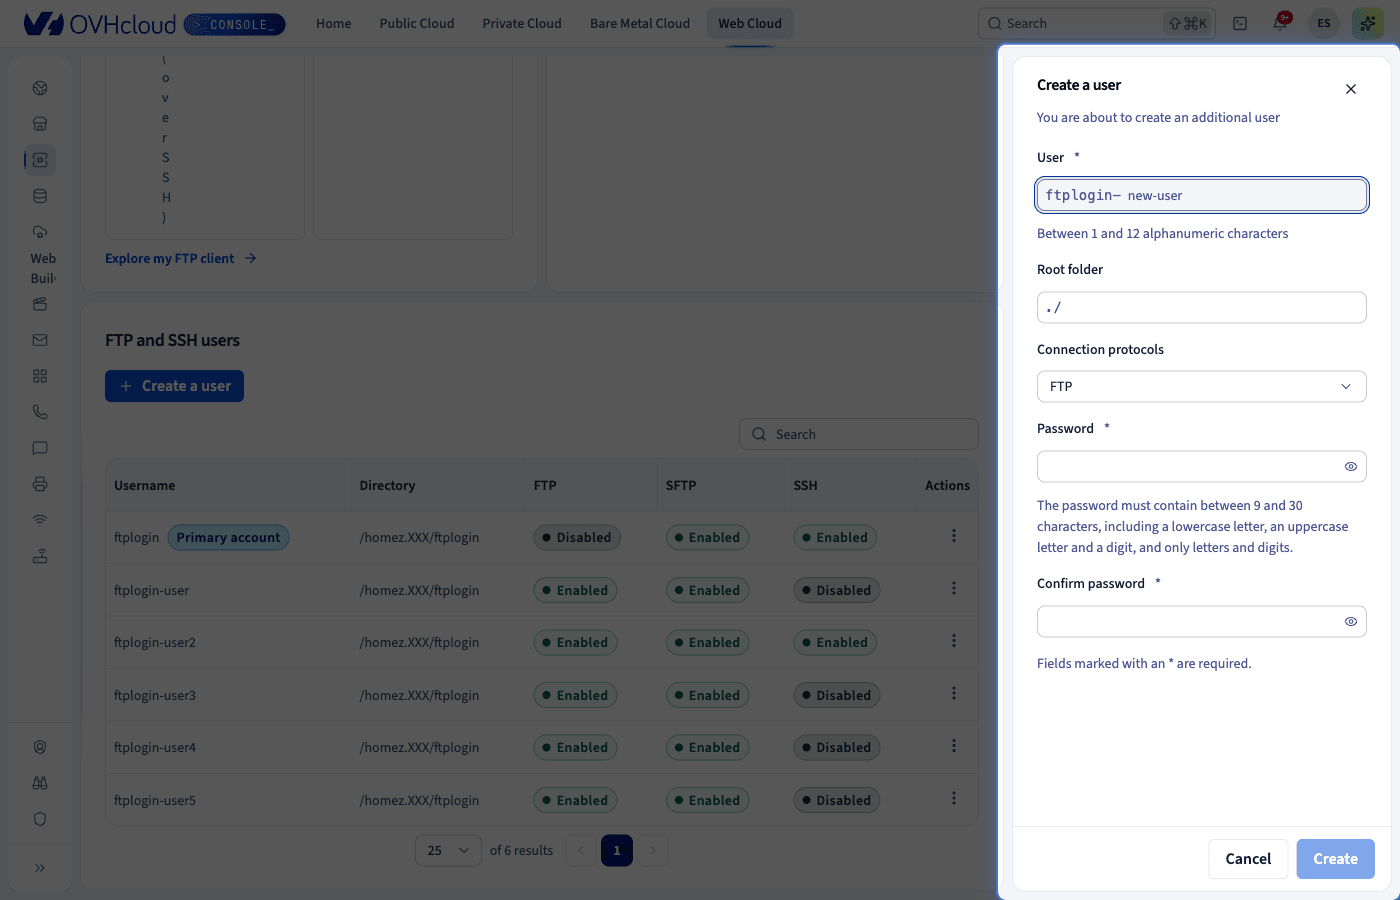 OVHcloud CONSOLE_
Home
Public Cloud
Private Cloud
Bare Metal Cloud
Web Cloud
Search
⇧⌘K
9+
ES
(
o
v
e
r
S
S
H
)
Explore my FTP client →
Web
Buil
FTP and SSH users
+ Create a user
Search
Username Directory FTP SFTP SSH Actions
ftplogin Primary account /homez.XXX/ftplogin Disabled Enabled Enabled
ftplogin-user /homez.XXX/ftplogin Enabled Enabled Disabled
ftplogin-user2 /homez.XXX/ftplogin Enabled Enabled Enabled
ftplogin-user3 /homez.XXX/ftplogin Enabled Enabled Disabled
ftplogin-user4 /homez.XXX/ftplogin Enabled Enabled Disabled
ftplogin-user5 /homez.XXX/ftplogin Enabled Enabled Disabled
25 of 6 results 1
Create a user
You are about to create an additional user
User *
ftplogin- new-user
Between 1 and 12 alphanumeric characters
Root folder
./
Connection protocols
FTP
Password *
The password must contain between 9 and 30
characters, including a lowercase letter, an uppercase
letter and a digit, and only letters and digits.
Confirm password *
Fields marked with an * are required.
Cancel
Create